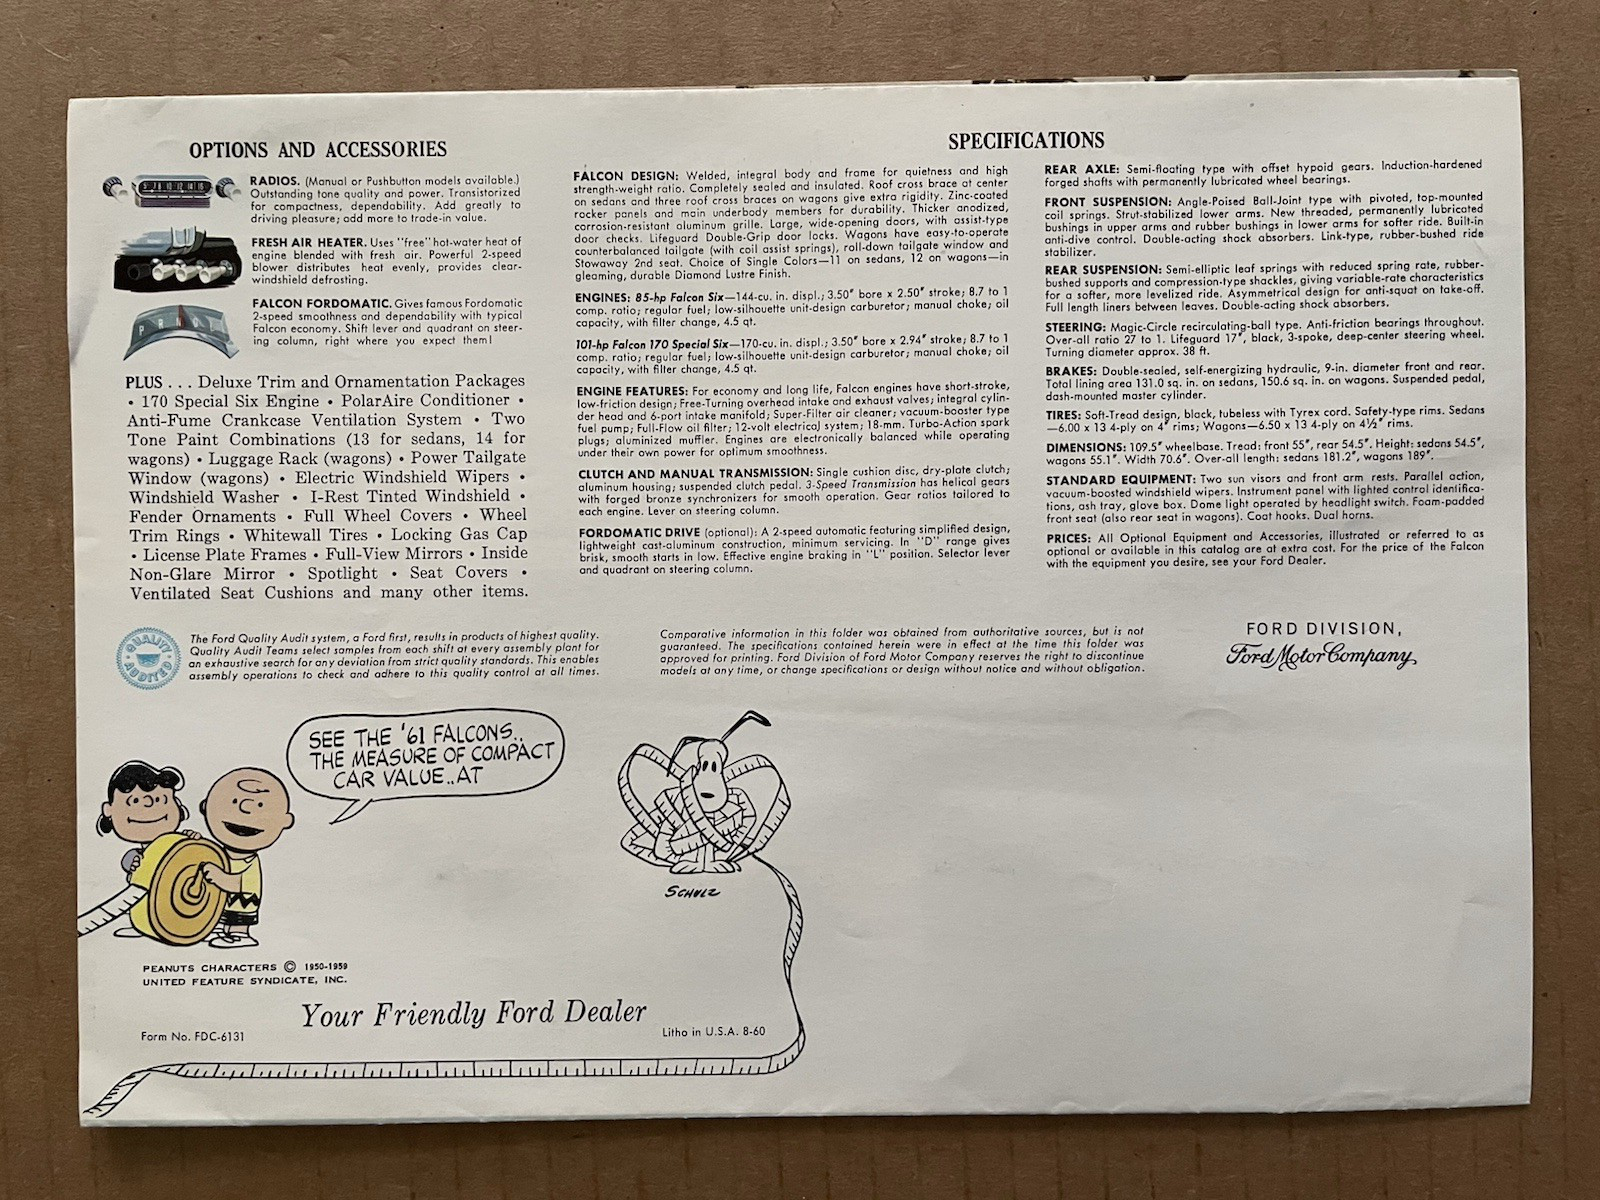 OPTIONS AND ACCESSORIES
RADIOS. (Manual or Pushbutton models available.)
Outstanding tone quality and power. Transistorized
for compactness, dependability. Add greatly to
driving pleasure; add more to trade-in value.
FRESH AIR HEATER. Uses "free" hot-water heat of
engine blended with fresh air. Powerful 2-speed
blower distributes heat evenly, provides clear-
windshield defrosting.
P R N D L
FALCON FORDOMATIC. Gives famous Fordomatic
2-speed smoothness and dependability with typical
Falcon economy. Shift lever and quadrant on steer-
ing column, right where you expect them!
PLUS . . . Deluxe Trim and Ornamentation Packages
• 170 Special Six Engine • PolarAire Conditioner •
Anti-Fume Crankcase Ventilation System • Two
Tone Paint Combinations (13 for sedans, 14 for
wagons) • Luggage Rack (wagons) • Power Tailgate
Window (wagons) • Electric Windshield Wipers •
Windshield Washer • I-Rest Tinted Windshield •
Fender Ornaments • Full Wheel Covers • Wheel
Trim Rings • Whitewall Tires • Locking Gas Cap
• License Plate Frames • Full-View Mirrors • Inside
Non-Glare Mirror • Spotlight • Seat Covers •
Ventilated Seat Cushions and many other items.
SPECIFICATIONS
FALCON DESIGN: Welded, integral body and frame for quietness and high
strength-weight ratio. Completely sealed and insulated. Roof cross brace at center
on sedans and three roof cross braces on wagons give extra rigidity. Zinc-coated
rocker panels and main underbody members for durability. Thicker anodized,
corrosion-resistant aluminum grille. Large, wide-opening doors, with assist-type
door checks. Lifeguard Double-Grip door locks. Wagons have easy-to-operate
counterbalanced tailgate (with coil assist springs), roll-down tailgate window and
Stowaway 2nd seat. Choice of Single Colors—11 on sedans, 12 on wagons—in
gleaming, durable Diamond Lustre Finish.
ENGINES: 85-hp Falcon Six—144-cu. in. displ.; 3.50" bore x 2.50" stroke; 8.7 to 1
comp. ratio; regular fuel; low-silhouette unit-design carburetor; manual choke; oil
capacity, with filter change, 4.5 qt.
101-hp Falcon 170 Special Six—170-cu. in. displ.; 3.50" bore x 2.94" stroke; 8.7 to 1
comp. ratio; regular fuel; low-silhouette unit-design carburetor; manual choke; oil
capacity, with filter change, 4.5 qt.
ENGINE FEATURES: For economy and long life, Falcon engines have short-stroke,
low-friction design; Free-Turning overhead intake and exhaust valves; integral cylin-
der head and 6-port intake manifold; Super-Filter air cleaner; vacuum-booster type
fuel pump; Full-Flow oil filter; 12-volt electrical system; 18-mm. Turbo-Action spark
plugs; aluminized muffler. Engines are electronically balanced while operating
under their own power for optimum smoothness.
CLUTCH AND MANUAL TRANSMISSION: Single cushion disc, dry-plate clutch;
aluminum housing; suspended clutch pedal. 3-Speed Transmission has helical gears
with forged bronze synchronizers for smooth operation. Gear ratios tailored to
each engine. Lever on steering column.
FORDOMATIC DRIVE (optional): A 2-speed automatic featuring simplified design,
lightweight cast-aluminum construction, minimum servicing. In "D" range gives
brisk, smooth starts in low. Effective engine braking in "L" position. Selector lever
and quadrant on steering column.
REAR AXLE: Semi-floating type with offset hypoid gears. Induction-hardened
forged shafts with permanently lubricated wheel bearings.
FRONT SUSPENSION: Angle-Poised Ball-Joint type with pivoted, top-mounted
coil springs. Strut-stabilized lower arms. New threaded, permanently lubricated
bushings in upper arms and rubber bushings in lower arms for softer ride. Built-in
anti-dive control. Double-acting shock absorbers. Link-type, rubber-bushed ride
stabilizer.
REAR SUSPENSION: Semi-elliptic leaf springs with reduced spring rate, rubber-
bushed supports and compression-type shackles, giving variable-rate characteristics
for a softer, more levelized ride. Asymmetrical design for anti-squat on take-off.
Full length liners between leaves. Double-acting shock absorbers.
STEERING: Magic-Circle recirculating-ball type. Anti-friction bearings throughout.
Over-all ratio 27 to 1. Lifeguard 17", black, 3-spoke, deep-center steering wheel.
Turning diameter approx. 38 ft.
BRAKES: Double-sealed, self-energizing hydraulic, 9-in. diameter front and rear.
Total lining area 131.0 sq. in. on sedans, 150.6 sq. in. on wagons. Suspended pedal,
dash-mounted master cylinder.
TIRES: Soft-Tread design, black, tubeless with Tyrex cord. Safety-type rims. Sedans
—6.00 x 13 4-ply on 4" rims; Wagons—6.50 x 13 4-ply on 4½" rims.
DIMENSIONS: 109.5" wheelbase. Tread: front 55", rear 54.5". Height: sedans 54.5",
wagons 55.1". Width 70.6". Over-all length: sedans 181.2", wagons 189".
STANDARD EQUIPMENT: Two sun visors and front arm rests. Parallel action,
vacuum-boosted windshield wipers. Instrument panel with lighted control identifica-
tions, ash tray, glove box. Dome light operated by headlight switch. Foam-padded
front seat (also rear seat in wagons). Coat hooks. Dual horns.
PRICES: All Optional Equipment and Accessories, illustrated or referred to as
optional or available in this catalog are at extra cost. For the price of the Falcon
with the equipment you desire, see your Ford Dealer.
QUALITY AUDITED
The Ford Quality Audit system, a Ford first, results in products of highest quality.
Quality Audit Teams select samples from each shift at every assembly plant for
an exhaustive search for any deviation from strict quality standards. This enables
assembly operations to check and adhere to this quality control at all times.
Comparative information in this folder was obtained from authoritative sources, but is not
guaranteed. The specifications contained herein were in effect at the time this folder was
approved for printing. Ford Division of Ford Motor Company reserves the right to discontinue
models at any time, or change specifications or design without notice and without obligation.
FORD DIVISION,
Ford Motor Company,
SEE THE '61 FALCONS..
THE MEASURE OF COMPACT
CAR VALUE..AT
SCHULZ
PEANUTS CHARACTERS © 1950-1959
UNITED FEATURE SYNDICATE, INC.
Your Friendly Ford Dealer
Form No. FDC-6131
Litho in U.S.A. 8-60